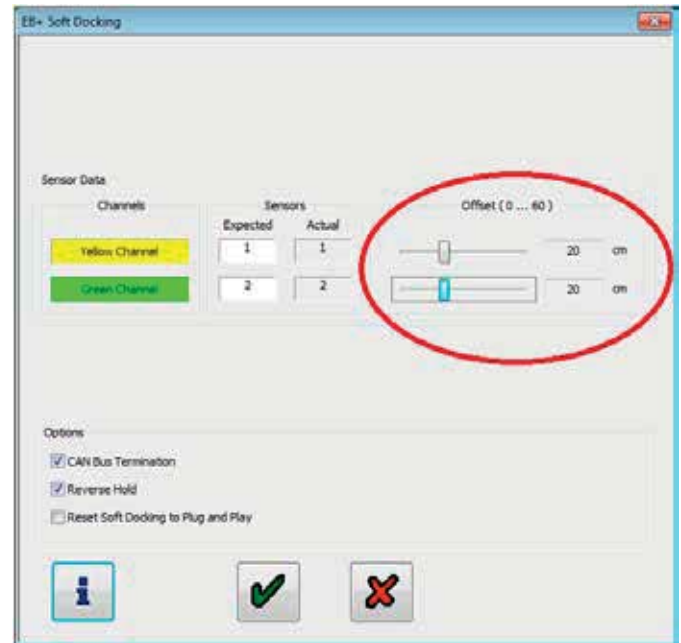 EB+ Soft Docking
Sensor Data
Channels Sensors Offset ( 0 ... 60 )
Expected Actual
Yellow Channel 1 1 20 cm
Green Channel 2 2 20 cm
Options
CAN Bus Termination
Reverse Hold
Reset Soft Docking to Plug and Play